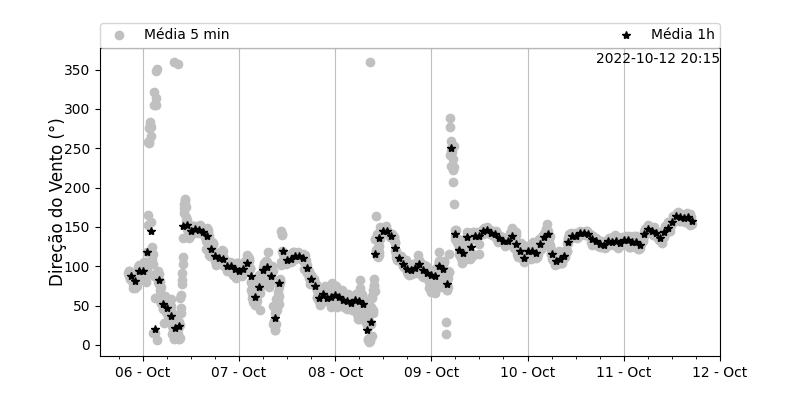 Média 5 min
Média 1h
2022-10-12 20:15
Direção do Vento (°)
350
300
250
200
150
100
50
0
06 - Oct
07 - Oct
08 - Oct
09 - Oct
10 - Oct
11 - Oct
12 - Oct